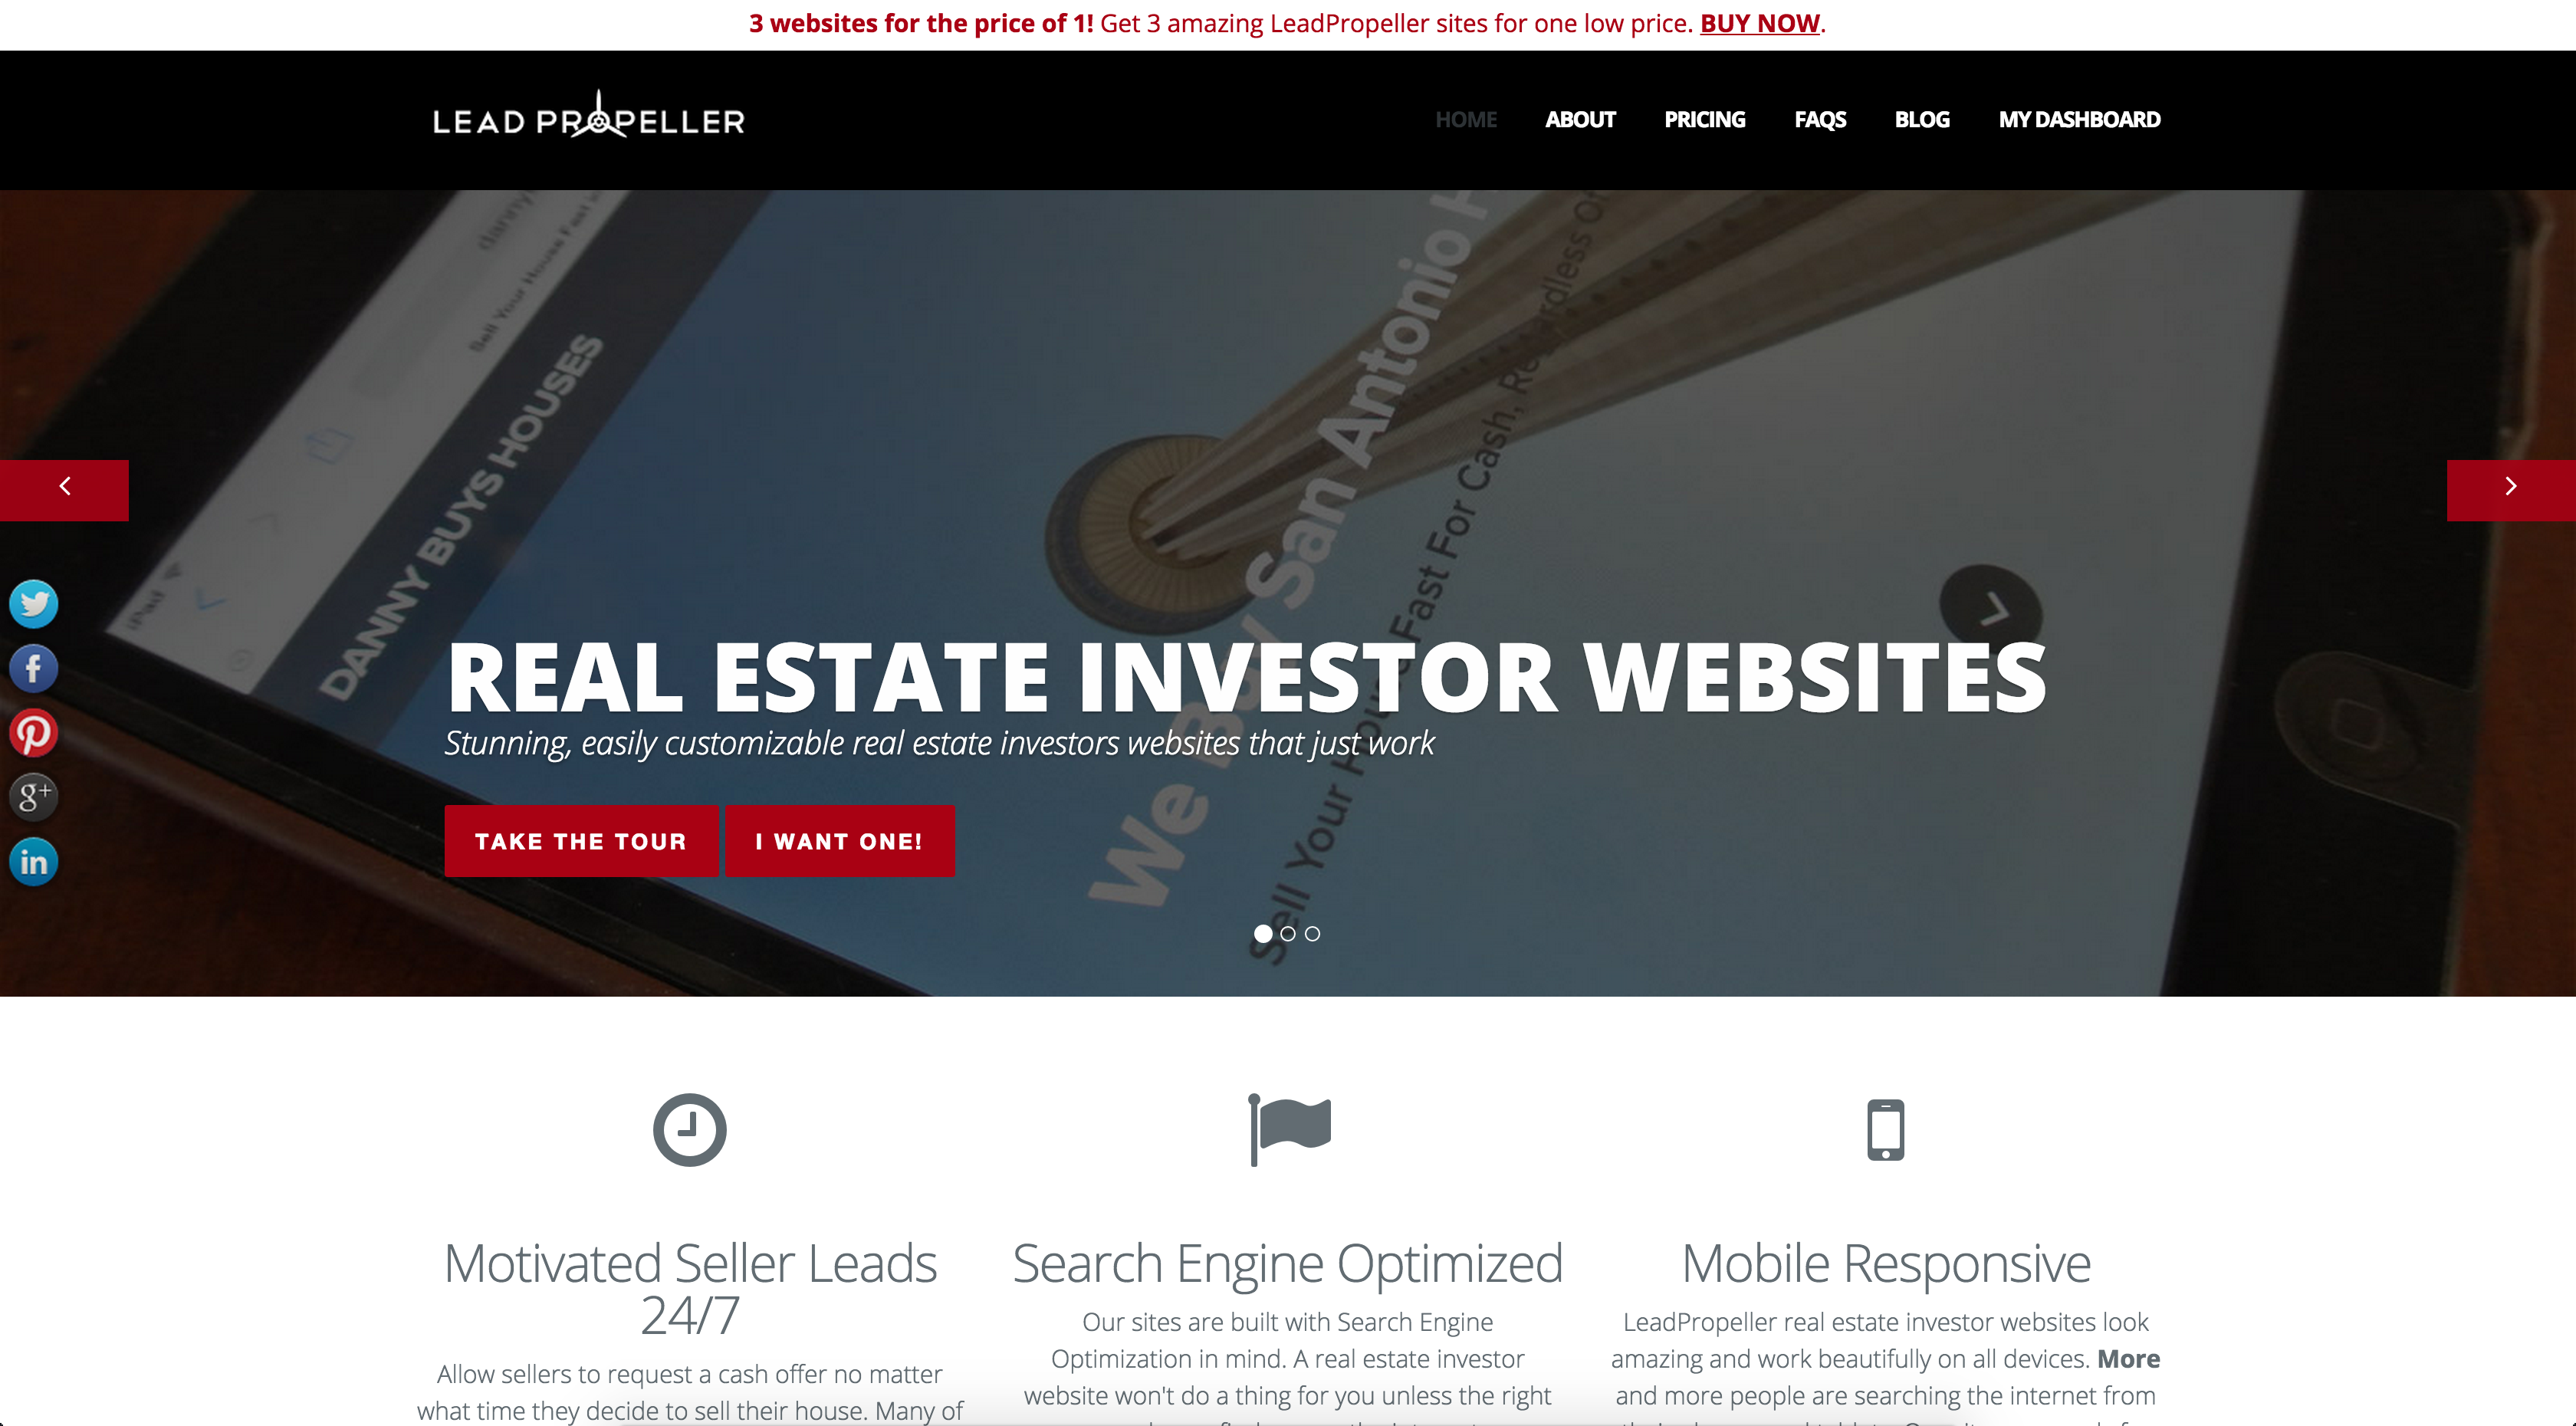 3 websites for the price of 1! Get 3 amazing LeadPropeller sites for one low price. BUY NOW.
LEAD PROPELLER
HOME ABOUT PRICING FAQS BLOG MY DASHBOARD
danny
Sell Your House Fast
iPad
DANNY BUYS HOUSES
We Buy San Antonio H
Sell Your House Fast For Cash, Regardless Of
REAL ESTATE INVESTOR WEBSITES
Stunning, easily customizable real estate investors websites that just work
TAKE THE TOUR
I WANT ONE!
f
g+
in
Motivated Seller Leads
24/7
Allow sellers to request a cash offer no matter
what time they decide to sell their house. Many of
Search Engine Optimized
Our sites are built with Search Engine
Optimization in mind. A real estate investor
website won't do a thing for you unless the right
Mobile Responsive
LeadPropeller real estate investor websites look
amazing and work beautifully on all devices. More
and more people are searching the internet from